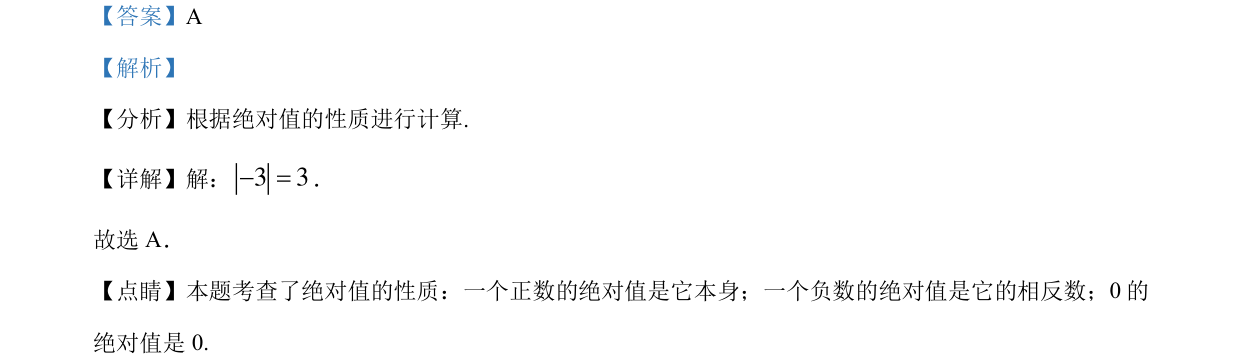 【答案】A
【解析】
【分析】根据绝对值的性质进行计算.
【详解】解：|−3| = 3 .
故选 A.
【点睛】本题考查了绝对值的性质：一个正数的绝对值是它本身；一个负数的绝对值是它的相反数；0 的
绝对值是 0.